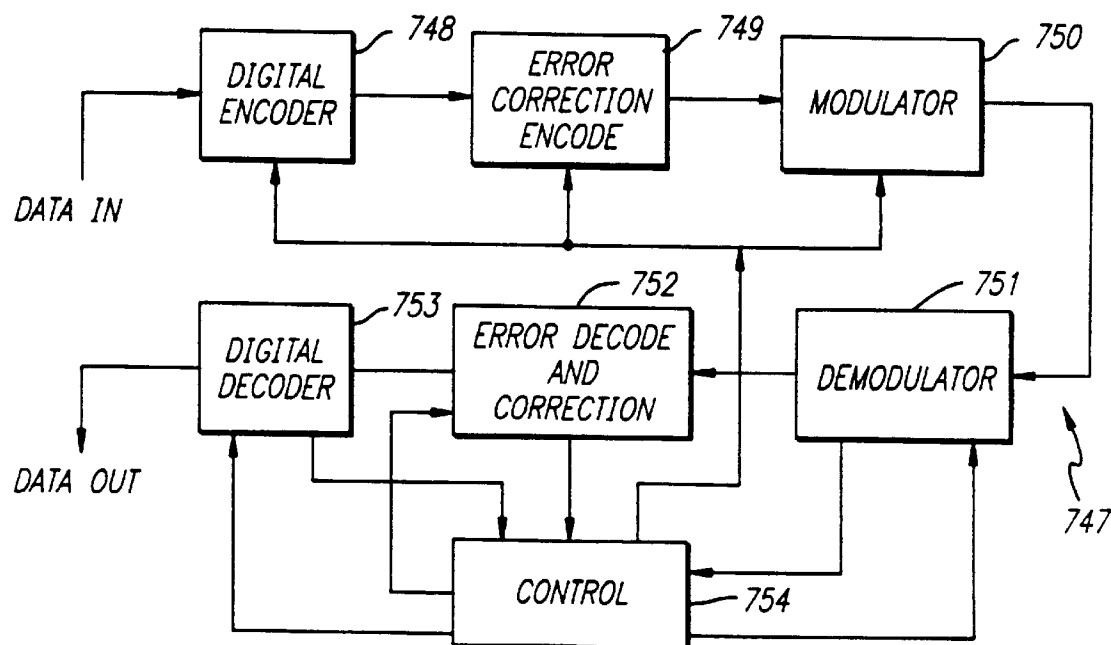 748
DIGITAL
ENCODER
749
ERROR
CORRECTION
ENCODE
750
MODULATOR
DATA IN
753
DIGITAL
DECODER
752
ERROR DECODE
AND
CORRECTION
751
DEMODULATOR
DATA OUT
747
CONTROL
754